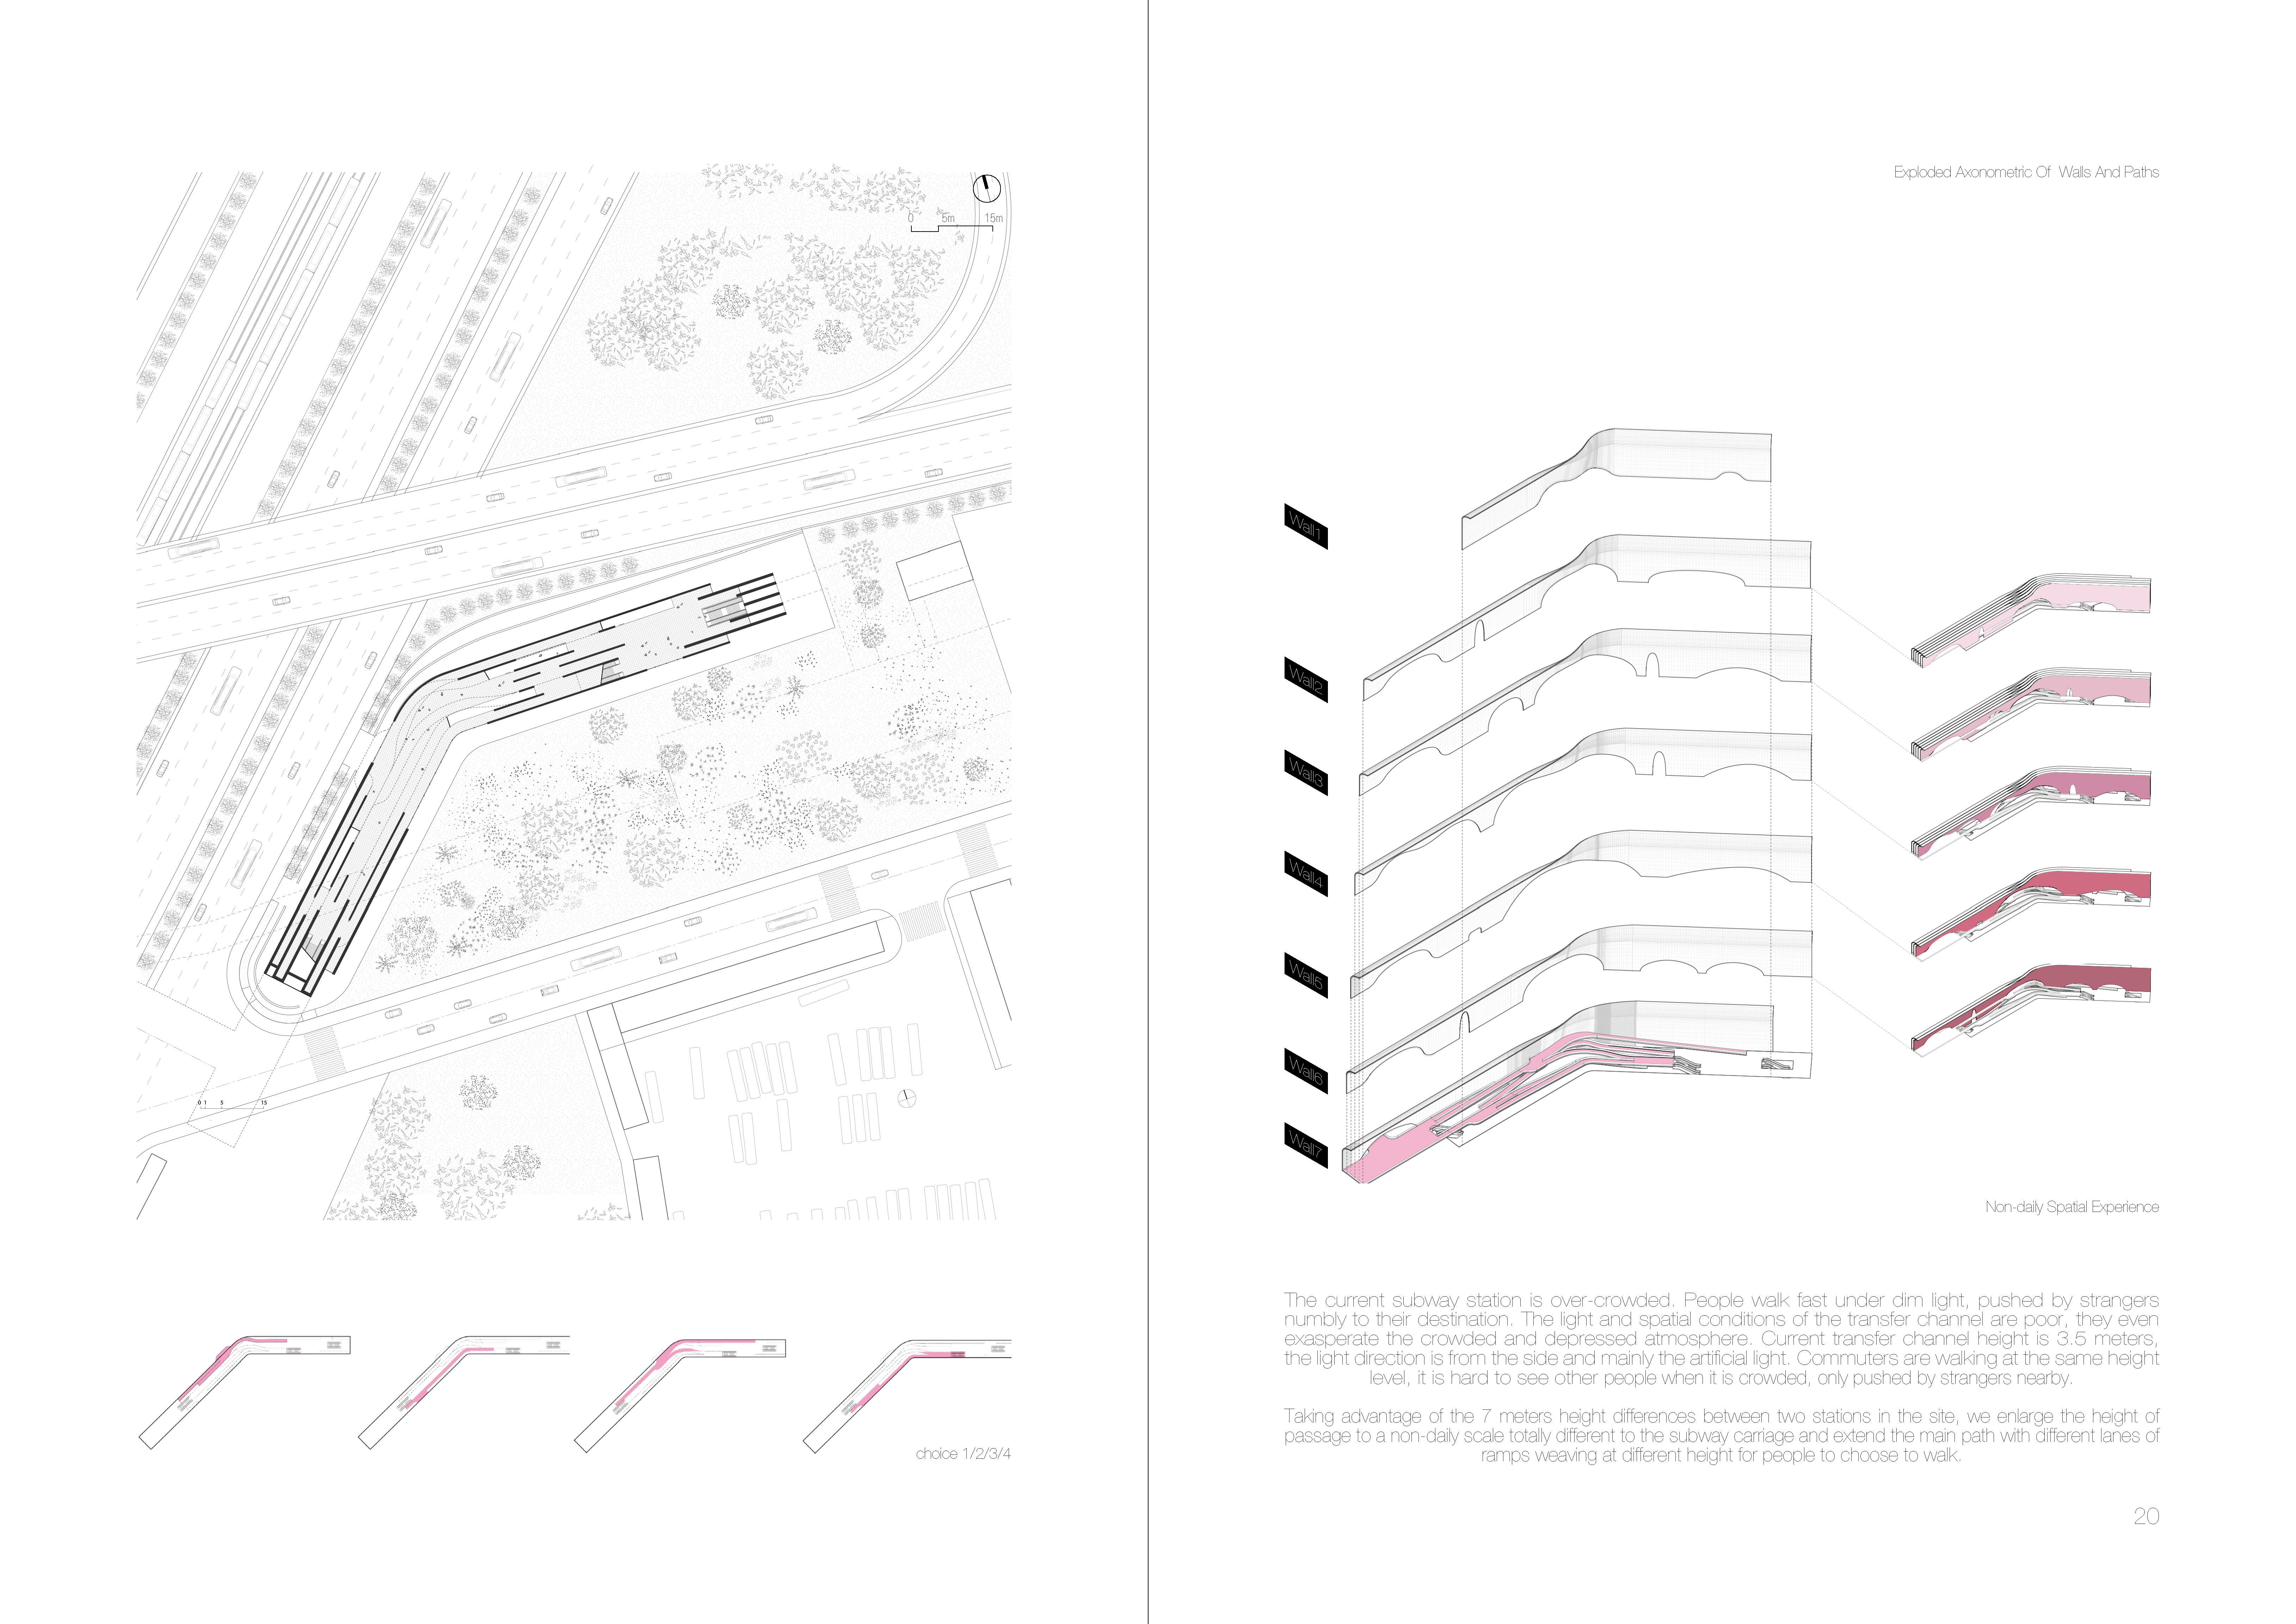 0 5m 15m
0 1 5 15
choice 1/2/3/4
Exploded Axonometric Of Walls And Paths
Wall1
Wall2
Wall3
Wall4
Wall5
Wall6
Wall7
Non-daily Spatial Experience
The current subway station is over-crowded. People walk fast under dim light, pushed by strangers
numbly to their destination. The light and spatial conditions of the transfer channel are poor, they even
exasperate the crowded and depressed atmosphere. Current transfer channel height is 3.5 meters,
the light direction is from the side and mainly the artificial light. Commuters are walking at the same height
level, it is hard to see other people when it is crowded, only pushed by strangers nearby.
Taking advantage of the 7 meters height differences between two stations in the site, we enlarge the height of
passage to a non-daily scale totally different to the subway carriage and extend the main path with different lanes of
ramps weaving at different height for people to choose to walk.
20